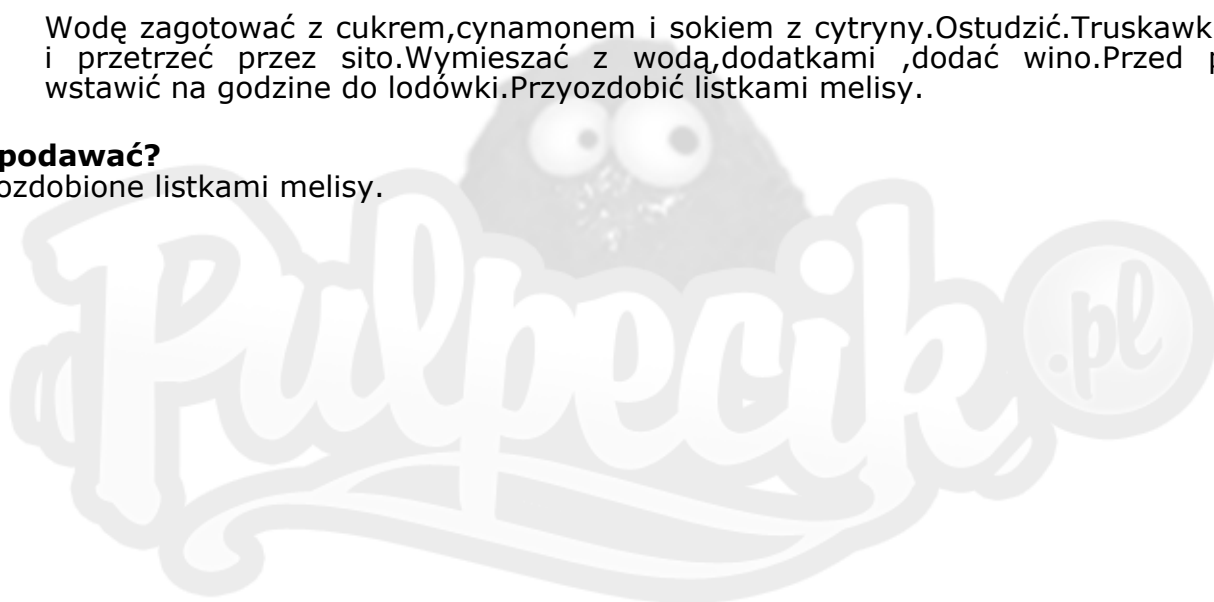 Wodę zagotować z cukrem,cynamonem i sokiem z cytryny.Ostudzić.Truskawk
i przetrzeć przez sito.Wymieszać z wodą,dodatkami ,dodać wino.Przed
wstawić na godzine do lodówki.Przyozdobić listkami melisy.
podawać?
ozdobione listkami melisy.
Pulpecik.pl